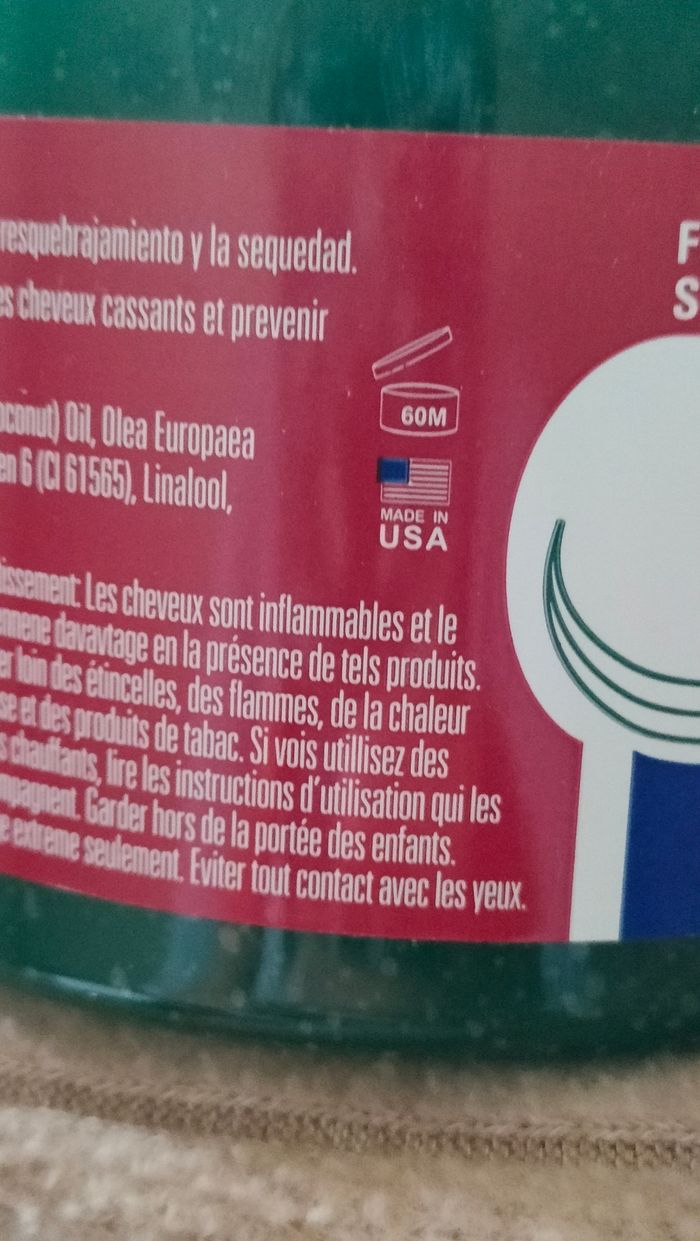 resquebrajamiento y la sequedad.
es cheveux cassants et prevenir
oconut) Oil, Olea Europaea
en 6 (CI 61565), Linalool,
60M
MADE IN
USA
F
S
issement: Les cheveux sont inflammables et le
mene davavtage en la présence de tels produits.
er loin des étincelles, des flammes, de la chaleur
se et des produits de tabac. Si vois utillisez des
s chauffants, lire les instructions d'utilisation qui les
mpagnent. Garder hors de la portée des enfants.
e extreme seulement. Eviter tout contact avec les yeux.